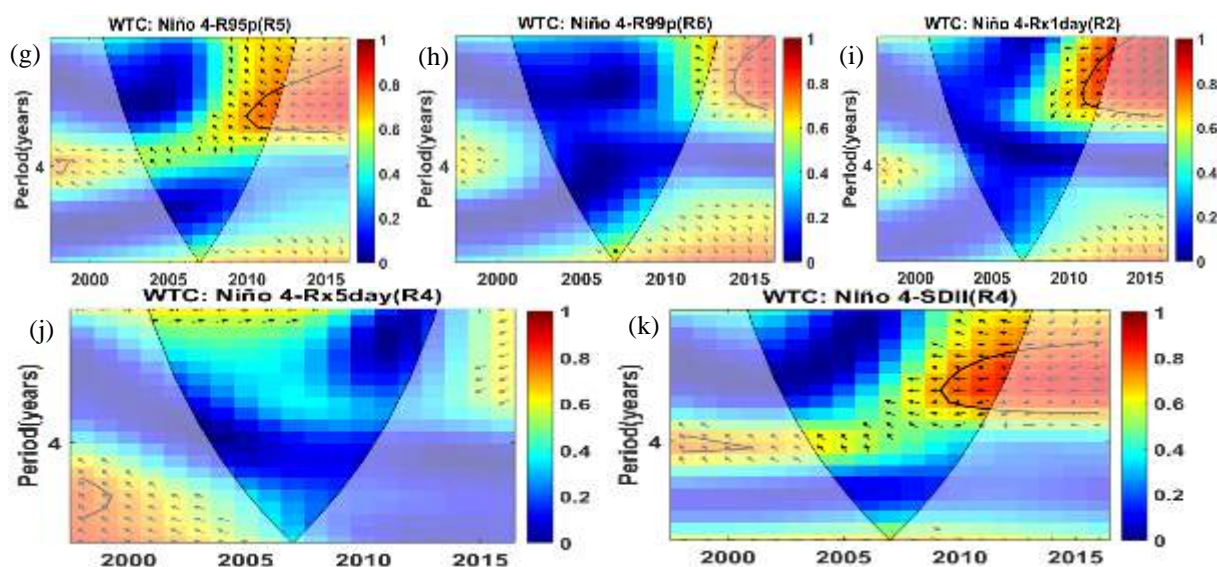 WTC: Niño 4-R95p(R5)
(g)
Period(years)
4
2000 2005 2010 2015
1
0.8
0.6
0.4
0.2
0
WTC: Niño 4-R99p(R6)
(h)
Period(years)
4
2000 2005 2010 2015
1
0.8
0.6
0.4
0.2
0
WTC: Niño 4-Rx1day(R2)
(i)
Period(years)
4
2000 2005 2010 2015
1
0.8
0.6
0.4
0.2
0
WTC: Niño 4-Rx5day(R4)
(j)
Period(years)
4
2000 2005 2010 2015
1
0.8
0.6
0.4
0.2
0
WTC: Niño 4-SDII(R4)
(k)
Period(years)
4
2000 2005 2010 2015
1
0.8
0.6
0.4
0.2
0